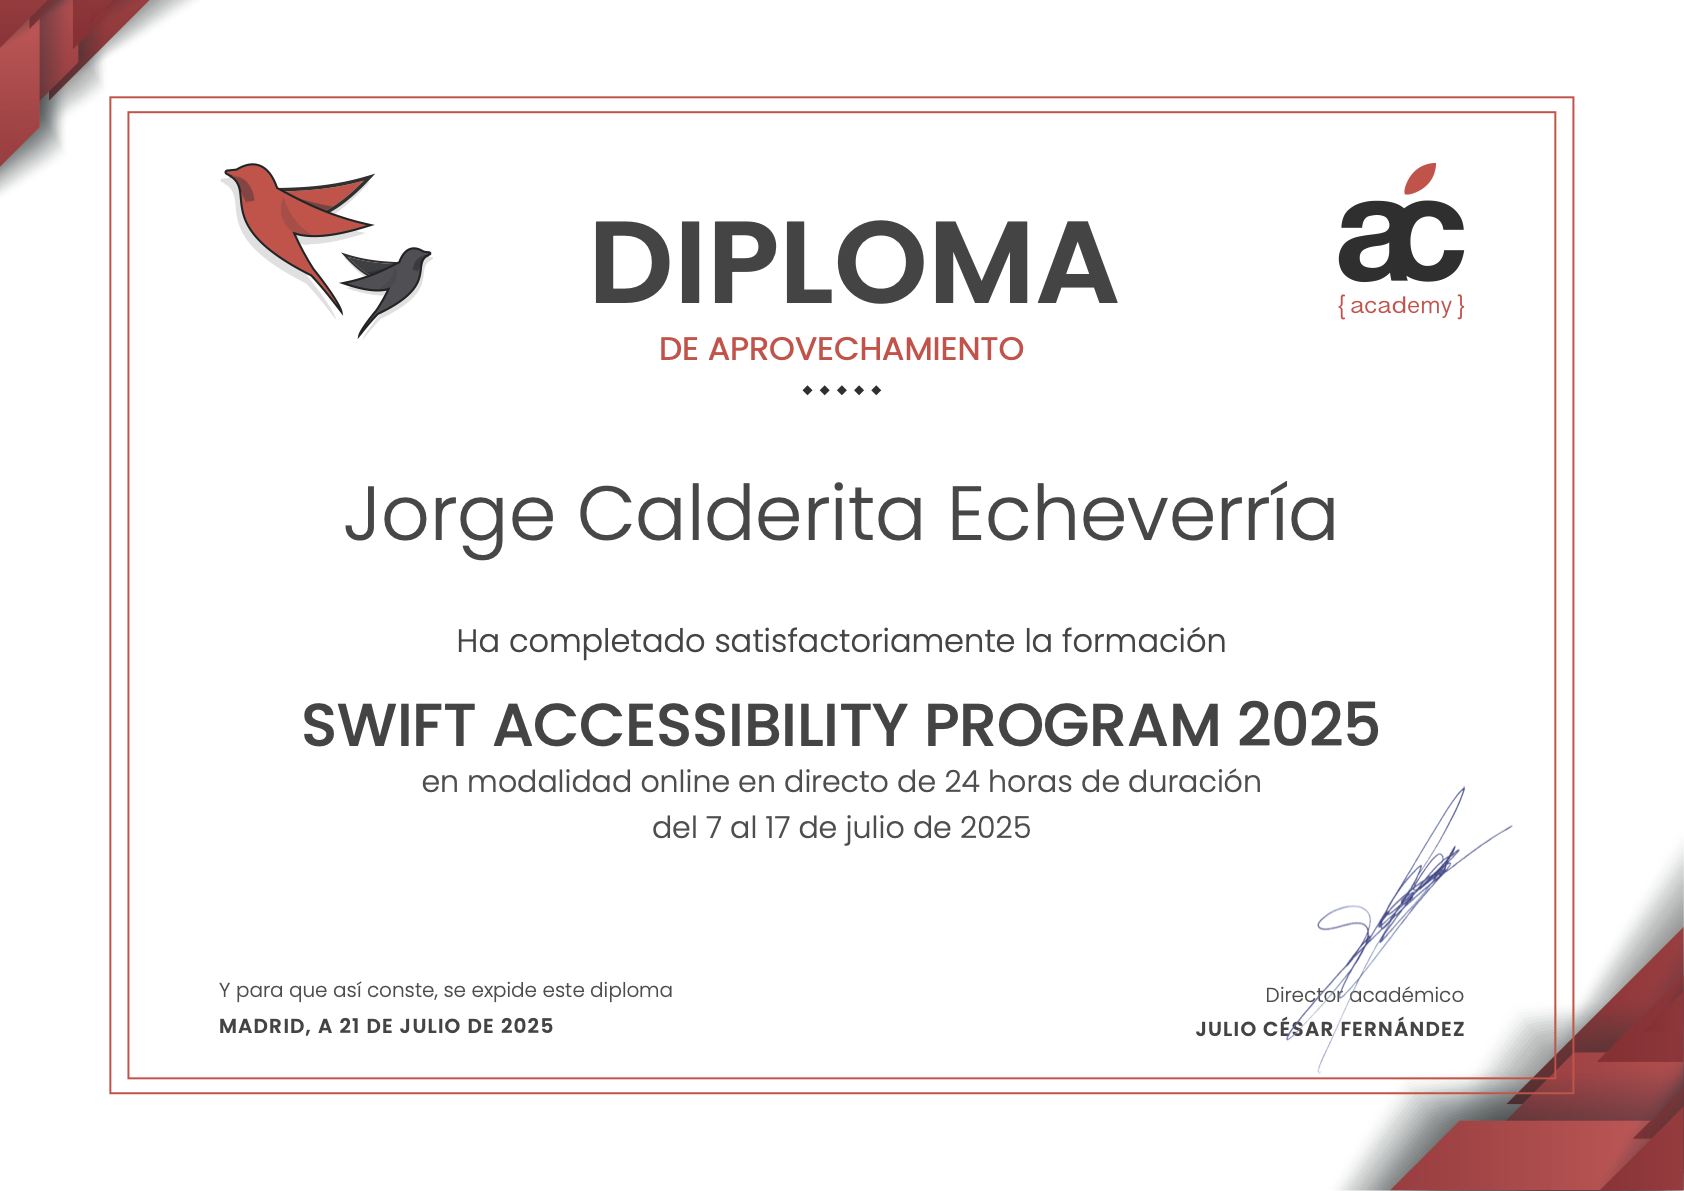 DIPLOMA
DE APROVECHAMIENTO
ac
{ academy }
Jorge Calderita Echeverría
Ha completado satisfactoriamente la formación
SWIFT ACCESSIBILITY PROGRAM 2025
en modalidad online en directo de 24 horas de duración
del 7 al 17 de julio de 2025
Y para que así conste, se expide este diploma
MADRID, A 21 DE JULIO DE 2025
Director académico
JULIO CÉSAR FERNÁNDEZ